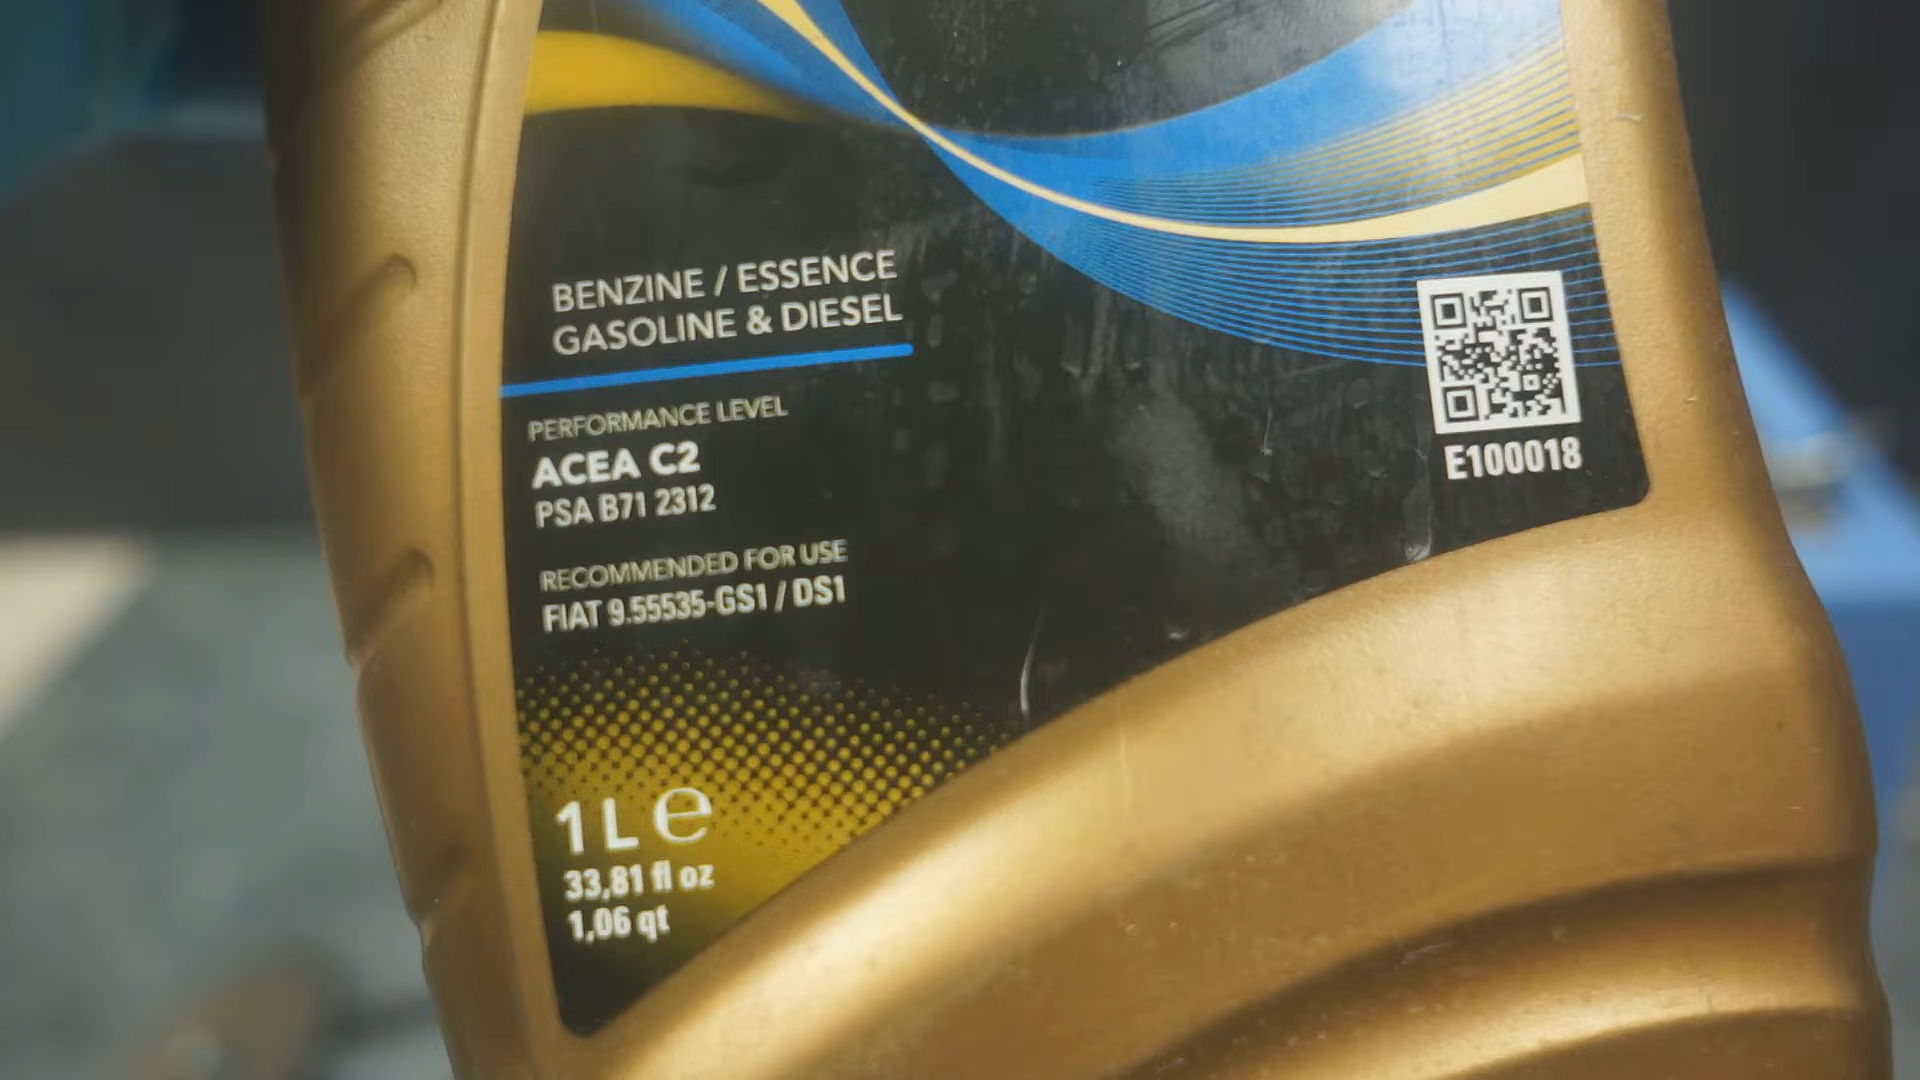 BENZINE / ESSENCE
GASOLINE & DIESEL
PERFORMANCE LEVEL
ACEA C2
PSA B71 2312
RECOMMENDED FOR USE
FIAT 9.55535-GS1 / DS1
1 L e
33,81 fl oz
1,06 qt
E100018